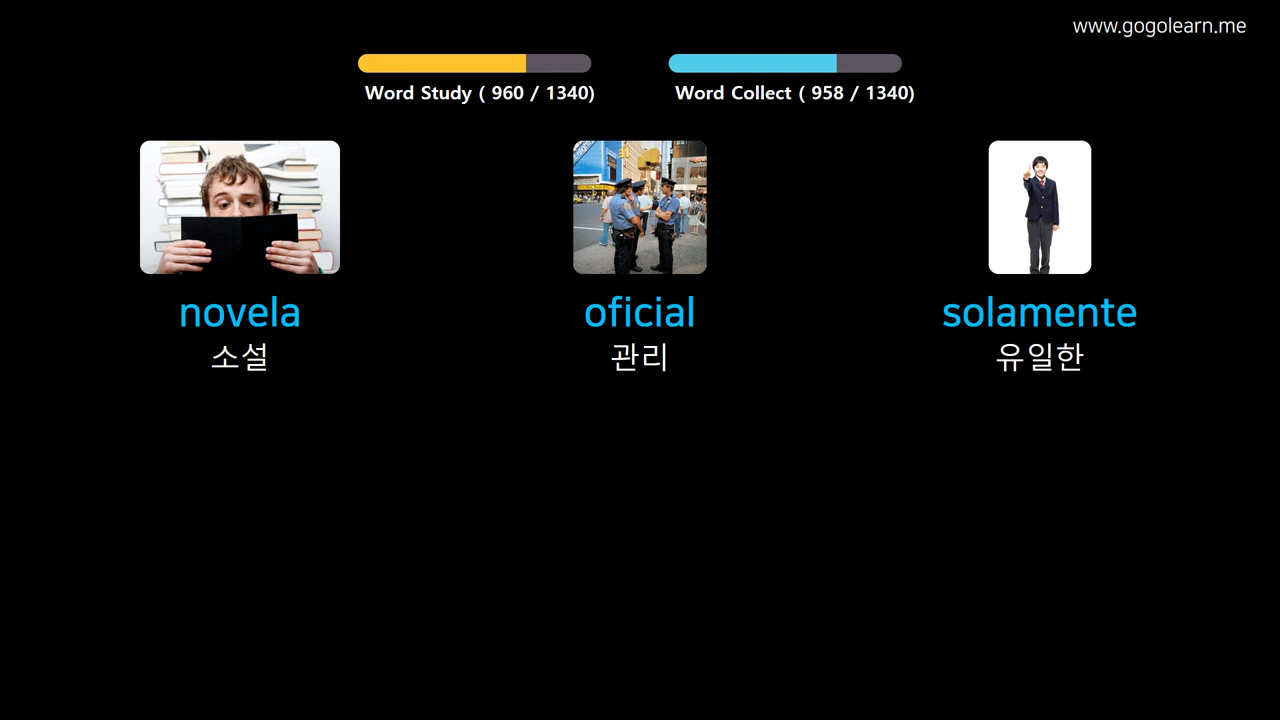 www.gogolearn.me
Word Study ( 960 / 1340)
Word Collect ( 958 / 1340)
novela
oficial
solamente
소설
관리
유일한